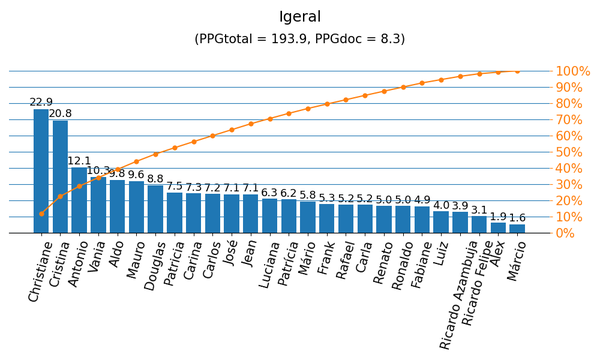 Igeral
(PPGtotal = 193.9, PPGdoc = 8.3)
100%
90%
80%
70%
60%
50%
40%
30%
20%
10%
0%
22.9
20.8
12.1
10.3
9.8
9.6
8.8
7.5
7.3
7.2
7.1
7.1
6.3
6.2
5.8
5.3
5.2
5.2
5.0
5.0
4.9
4.0
3.9
3.1
1.9
1.6
Christiane
Cristina
Antonio
Vania
Aldo
Mauro
Douglas
Patricia
Carina
Carlos
José
Jean
Luciana
Patrícia
Mário
Frank
Rafael
Carla
Renato
Ronaldo
Fabiane
Luiz
Ricardo Azambuja
Ricardo Felipe
Alex
Márcio